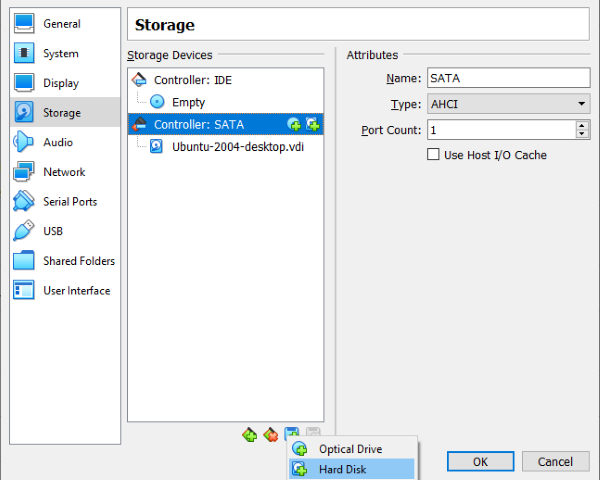 General
System
Display
Storage
Audio
Network
Serial Ports
USB
Shared Folders
User Interface
Storage
Storage Devices
Controller: IDE
Empty
Controller: SATA
Ubuntu-2004-desktop.vdi
Attributes
Name: SATA
Type: AHCI
Port Count: 1
Use Host I/O Cache
Optical Drive
Hard Disk
OK
Cancel